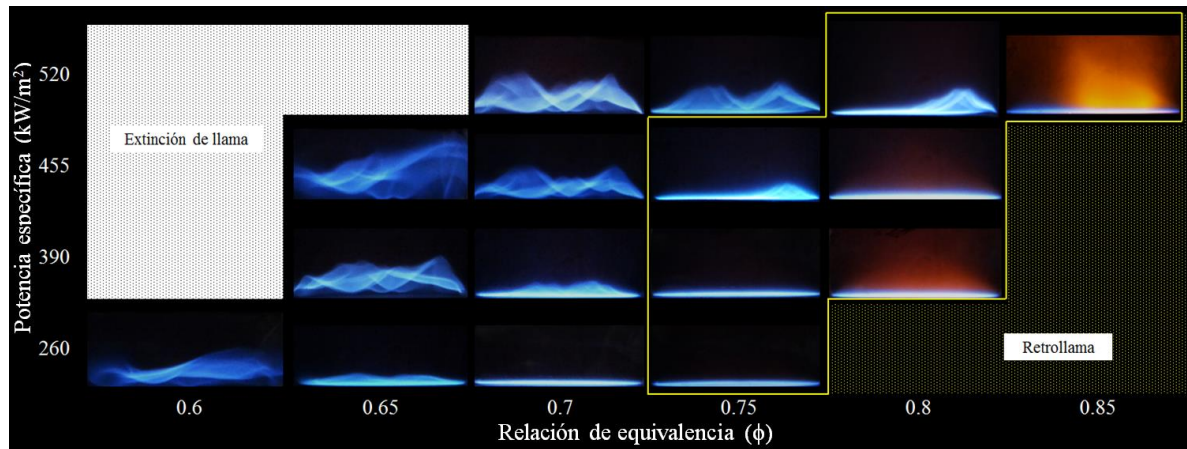 Potencia específica (kW/m²)
520
455
390
260
Extinción de llama
Retrollama
0.6 0.65 0.7 0.75 0.8 0.85
Relación de equivalencia (ϕ)